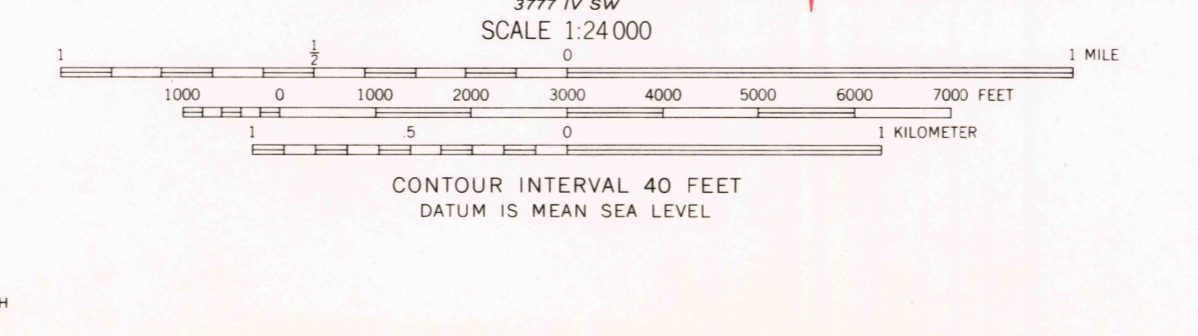 3777 IV SW
SCALE 1:24 000
1 ½ 0 1 MILE
1000 0 1000 2000 3000 4000 5000 6000 7000 FEET
1 .5 0 1 KILOMETER
CONTOUR INTERVAL 40 FEET
DATUM IS MEAN SEA LEVEL
H